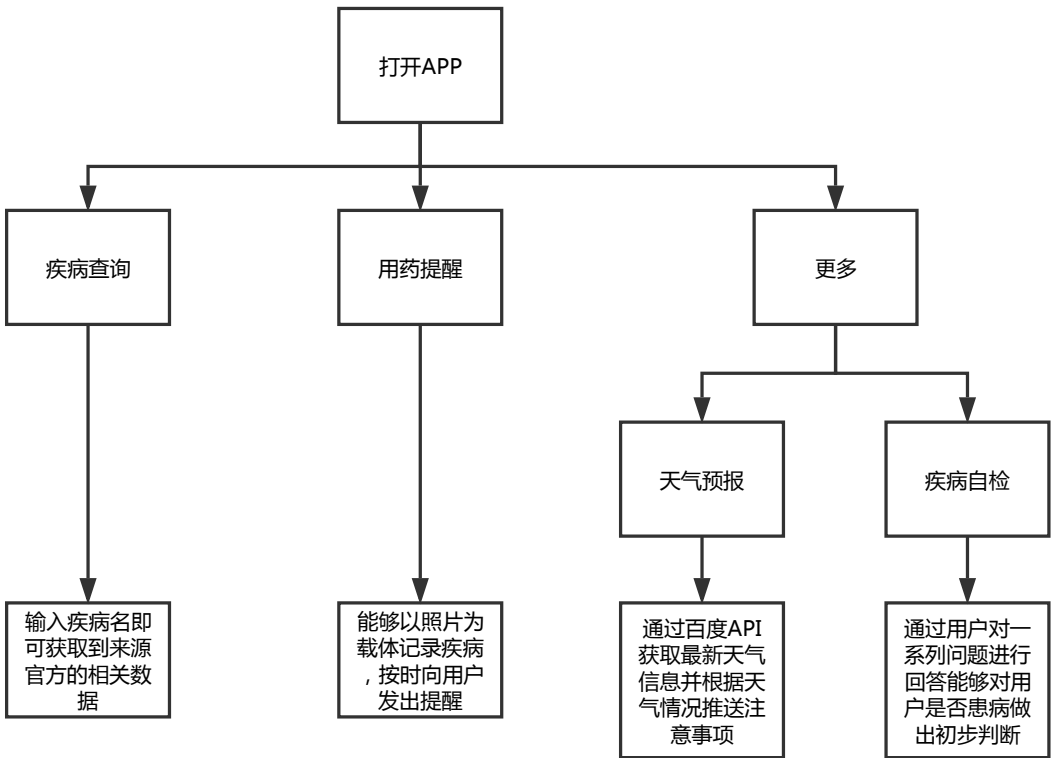 打开APP
疾病查询
用药提醒
更多
天气预报
疾病自检
输入疾病名即
可获取到来源
官方的相关数
据
能够以照片为
载体记录疾病
，按时向用户
发出提醒
通过百度API
获取最新天气
信息并根据天
气情况推送注
意事项
通过用户对一
系列问题进行
回答能够对用
户是否患病做
出初步判断